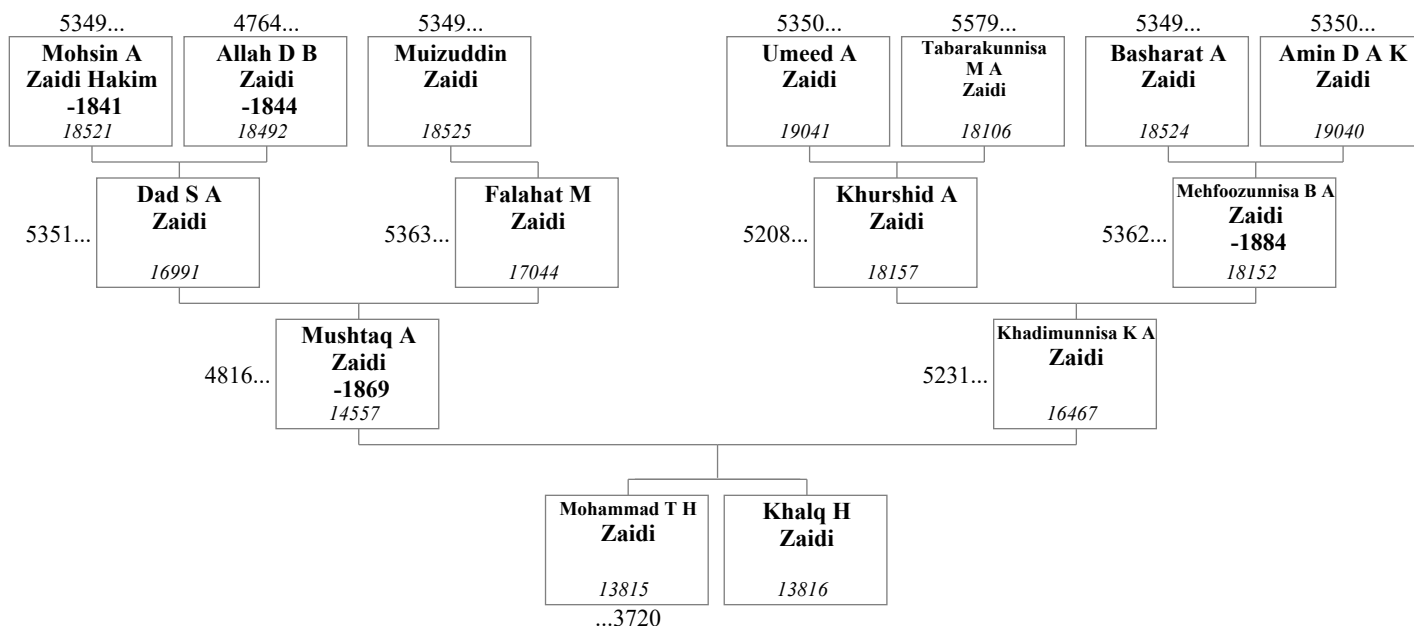 5349...
4764...
5349...
5350...
5579...
5349...
5350...
Mohsin A
Zaidi Hakim
-1841
18521
Allah D B
Zaidi
-1844
18492
Muizuddin
Zaidi
18525
Umeed A
Zaidi
19041
Tabarakunnisa
M A
Zaidi
18106
Basharat A
Zaidi
18524
Amin D A K
Zaidi
19040
5351...
Dad S A
Zaidi
16991
5363...
Falahat M
Zaidi
17044
5208...
Khurshid A
Zaidi
18157
5362...
Mehfoozunnisa B A
Zaidi
-1884
18152
4816...
Mushtaq A
Zaidi
-1869
14557
5231...
Khadimunnisa K A
Zaidi
16467
Mohammad T H
Zaidi
13815
...3720
Khalq H
Zaidi
13816